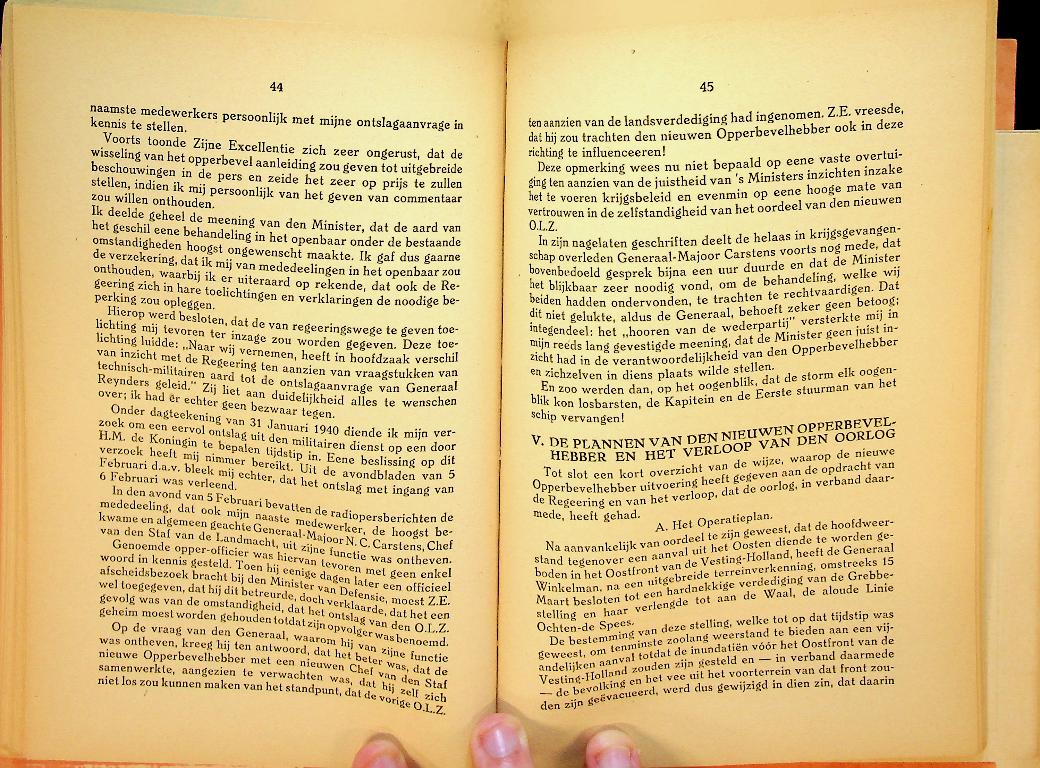 44
naamste medewerkers persoonlijk met mijne ontslagaanvrage in
kennis te stellen.
Voorts toonde Zijne Excellentie zich zeer ongerust, dat de
wisseling van het opperbevel aanleiding zou geven tot uitgebreide
beschouwingen in de pers en zeide het zeer op prijs te zullen
stellen, indien ik mij persoonlijk van het geven van commentaar
zou willen onthouden.
Ik deelde geheel de meening van den Minister, dat de aard van
het geschil eene behandeling in het openbaar onder de bestaande
omstandigheden hoogst ongewenscht maakte. Ik gaf dus gaarne
de verzekering, dat ik mij van mededeelingen in het openbaar zou
onthouden, waarbij ik er uiteraard op rekende, dat ook de Re-
geering zich in hare toelichtingen en verklaringen de noodige be-
perking zou opleggen.
Hierop werd besloten, dat de van regeeringswege te geven toe-
lichting mij tevoren ter inzage zou worden gegeven. Deze toe-
lichting luidde: „Naar wij vernemen, heeft in hoofdzaak verschil
van inzicht met de Regeering ten aanzien van vraagstukken van
technisch-militairen aard tot de ontslagaanvrage van Generaal
Reynders geleid." Zij liet aan duidelijkheid alles te wenschen
over; ik had er echter geen bezwaar tegen.
Onder dagteekening van 31 Januari 1940 diende ik mijn ver-
zoek om een eervol ontslag uit den militairen dienst op een door
H.M. de Koningin te bepalen tijdstip in. Eene beslissing op dit
verzoek heeft mij nimmer bereikt. Uit de avondbladen van 5
Februari d.a.v. bleek mij echter, dat het ontslag met ingang van
6 Februari was verleend.
In den avond van 5 Februari bevatten de radiopersberichten de
mededeeling, dat ook mijn naaste medewerker, de hoogst be-
kwame en algemeen geachte Generaal-Majoor N. C. Carstens, Chef
van den Staf van de Landmacht, uit zijne functie was ontheven.
Genoemde opper-officier was hiervan tevoren met geen enkel
woord in kennis gesteld. Toen hij eenige dagen later een officieel
afscheidsbezoek bracht bij den Minister van Defensie, moest Z.E.
wel toegegeven, dat hij dit betreurde, doch verklaarde, dat het een
gevolg was van de omstandigheid, dat het ontslag van den O.L.Z.
geheim moest worden gehouden totdat zijn opvolger was benoemd.
Op de vraag van den Generaal, waarom hij van zijne functie
was ontheven, kreeg hij ten antwoord, dat het beter was, dat de
nieuwe Opperbevelhebber met een nieuwen Chef van den Staf
samenwerkte, aangezien te verwachten was, dat hij zelf zich
niet los zou kunnen maken van het standpunt, dat de vorige O.L.Z.
45
ten aanzien van de landsverdediging had ingenomen. Z.E. vreesde,
dat hij zou trachten den nieuwen Opperbevelhebber ook in deze
richting te influenceeren!
Deze opmerking wees nu niet bepaald op eene vaste overtui-
ging ten aanzien van de juistheid van 's Ministers inzichten inzake
het te voeren krijgsbeleid en evenmin op eene hooge mate van
vertrouwen in de zelfstandigheid van het oordeel van den nieuwen
O.L.Z.
In zijn nagelaten geschriften deelt de helaas in krijgsgevangen-
schap overleden Generaal-Majoor Carstens voorts nog mede, dat
bovenbedoeld gesprek bijna een uur duurde en dat de Minister
het blijkbaar zeer noodig vond, om de behandeling, welke wij
beiden hadden ondervonden, te trachten te rechtvaardigen. Dat
dit niet gelukte, aldus de Generaal, behoeft zeker geen betoog;
integendeel: het „hooren van de wederpartij" versterkte mij in
mijn reeds lang gevestigde meening, dat de Minister geen juist in-
zicht had in de verantwoordelijkheid van den Opperbevelhebber
en zichzelven in diens plaats wilde stellen.
En zoo werden dan, op het oogenblik, dat de storm elk oogen-
blik kon losbarsten, de Kapitein en de Eerste stuurman van het
schip vervangen!
V. DE PLANNEN VAN DEN NIEUWEN OPPERBEVEL-
HEBBER EN HET VERLOOP VAN DEN OORLOG
Tot slot een kort overzicht van de wijze, waarop de nieuwe
Opperbevelhebber uitvoering heeft gegeven aan de opdracht van
de Regeering en van het verloop, dat de oorlog, in verband daar-
mede, heeft gehad.
A. Het Operatieplan.
Na aanvankelijk van oordeel te zijn geweest, dat de hoofdweer-
stand tegenover een aanval uit het Oosten diende te worden ge-
boden in het Oostfront van de Vesting-Holland, heeft de Generaal
Winkelman, na een uitgebreide terreinverkenning, omstreeks 15
Maart besloten tot een hardnekkige verdediging van de Grebbe-
stelling en haar verlengde tot aan de Waal, de aloude Linie
Ochten-de Spees.
De bestemming van deze stelling, welke tot op dat tijdstip was
geweest, om tenminste zoolang weerstand te bieden aan een vij-
andelijken aanval totdat de inundatiën vóór het Oostfront van de
Vesting-Holland zouden zijn gesteld en — in verband daarmede
— de bevolking en het vee uit het voorterrein van dat front zou-
den zijn geëvacueerd, werd dus gewijzigd in dien zin, dat daarin